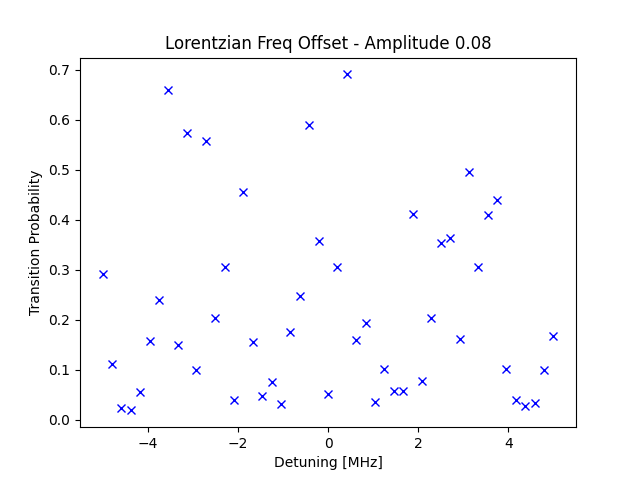 Lorentzian Freq Offset - Amplitude 0.08
0.7
0.6
0.5
0.4
0.3
0.2
0.1
0.0
Transition Probability
−4 −2 0 2 4
Detuning [MHz]